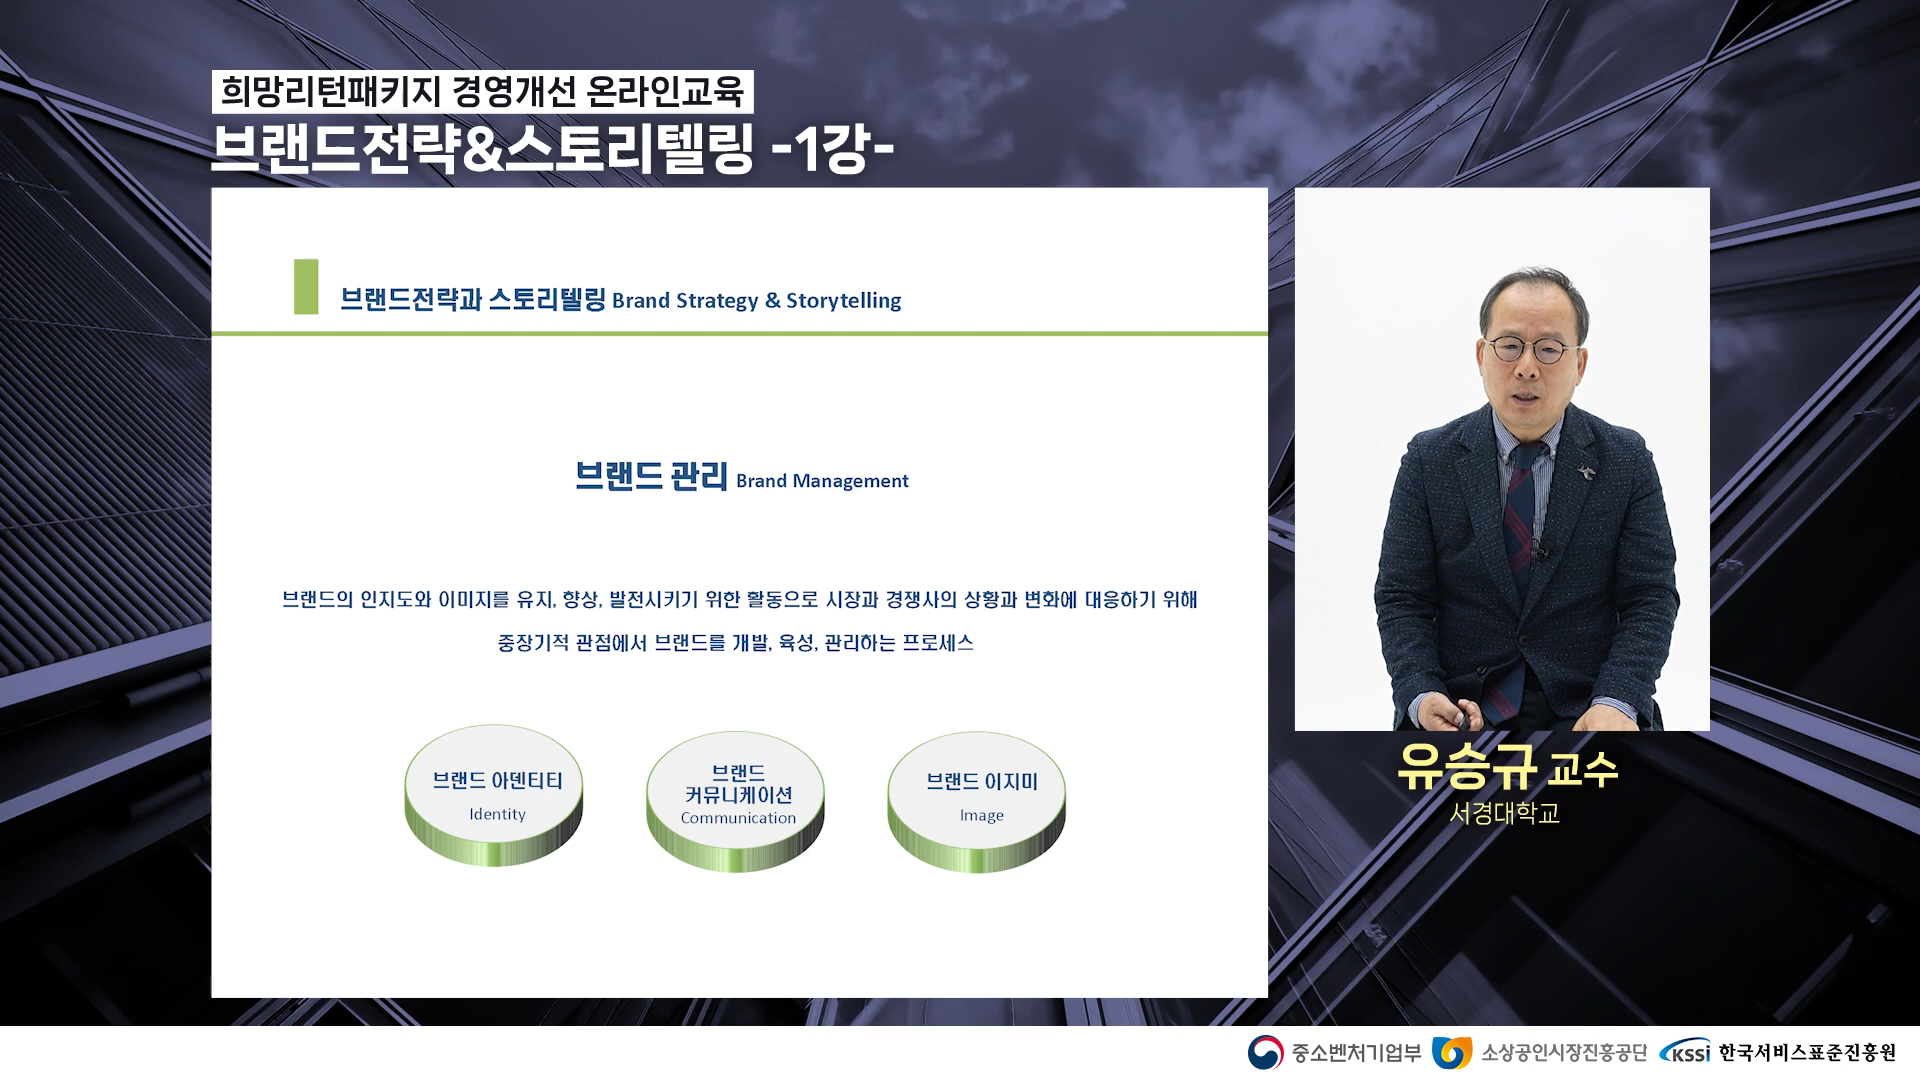 희망리턴패키지 경영개선 온라인교육
브랜드전략&스토리텔링 -1강-
브랜드전략과 스토리텔링 Brand Strategy & Storytelling
브랜드 관리 Brand Management
브랜드의 인지도와 이미지를 유지, 향상, 발전시키기 위한 활동으로 시장과 경쟁사의 상황과 변화에 대응하기 위해
중장기적 관점에서 브랜드를 개발, 육성, 관리하는 프로세스
브랜드 아덴티티
Identity
브랜드
커뮤니케이션
Communication
브랜드 이지미
Image
유승규 교수
서경대학교
중소벤처기업부 소상공인시장진흥공단 KSSi 한국서비스표준진흥원